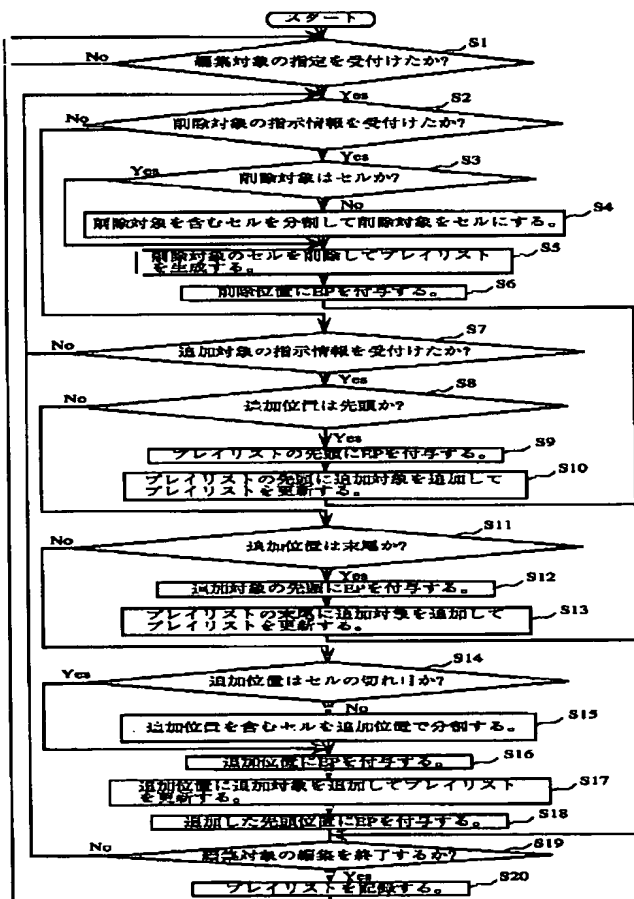 スタート
S1
No
編集対象の指定を受付けたか?
Yes
S2
No
削除対象の指示情報を受付けたか?
Yes
S3
Yes
削除対象はセルか?
No
S4
削除対象を含むセルを分割して削除対象をセルにする。
S5
削除対象のセルを削除してプレイリスト
を生成する。
S6
削除位置にEPを付与する。
S7
No
追加対象の指示情報を受付けたか?
Yes
S8
No
追加位置は先頭か?
Yes
S9
プレイリストの先頭にEPを付与する。
S10
プレイリストの先頭に追加対象を追加して
プレイリストを更新する。
S11
No
追加位置は末尾か?
Yes
S12
追加対象の先頭にEPを付与する。
S13
プレイリストの末尾に追加対象を追加して
プレイリストを更新する。
S14
Yes
追加位置はセルの切れ目か?
No
S15
追加位置を含むセルを追加位置で分割する。
S16
追加位置にEPを付与する。
S17
追加位置に追加対象を追加してプレイリスト
を更新する。
S18
追加した先頭位置にEPを付与する。
S19
No
対象の編集を終了するか?
Yes
S20
プレイリストを記録する。